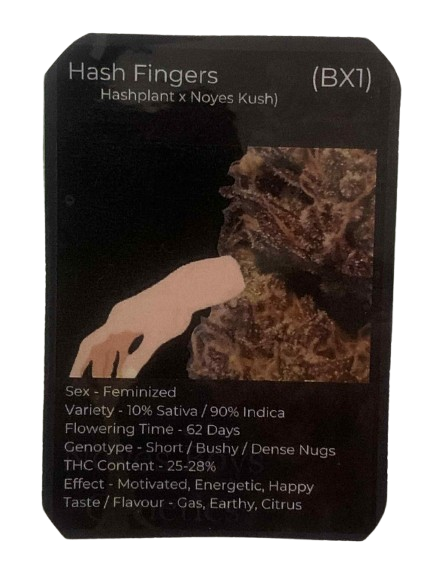 Hash Fingers (BX1)
Hashplant x Noyes Kush)
Sex - Feminized
Variety - 10% Sativa / 90% Indica
Flowering Time - 62 Days
Genotype - Short / Bushy / Dense Nugs
THC Content - 25-28%
Effect - Motivated, Energetic, Happy
Taste / Flavour - Gas, Earthy, Citrus